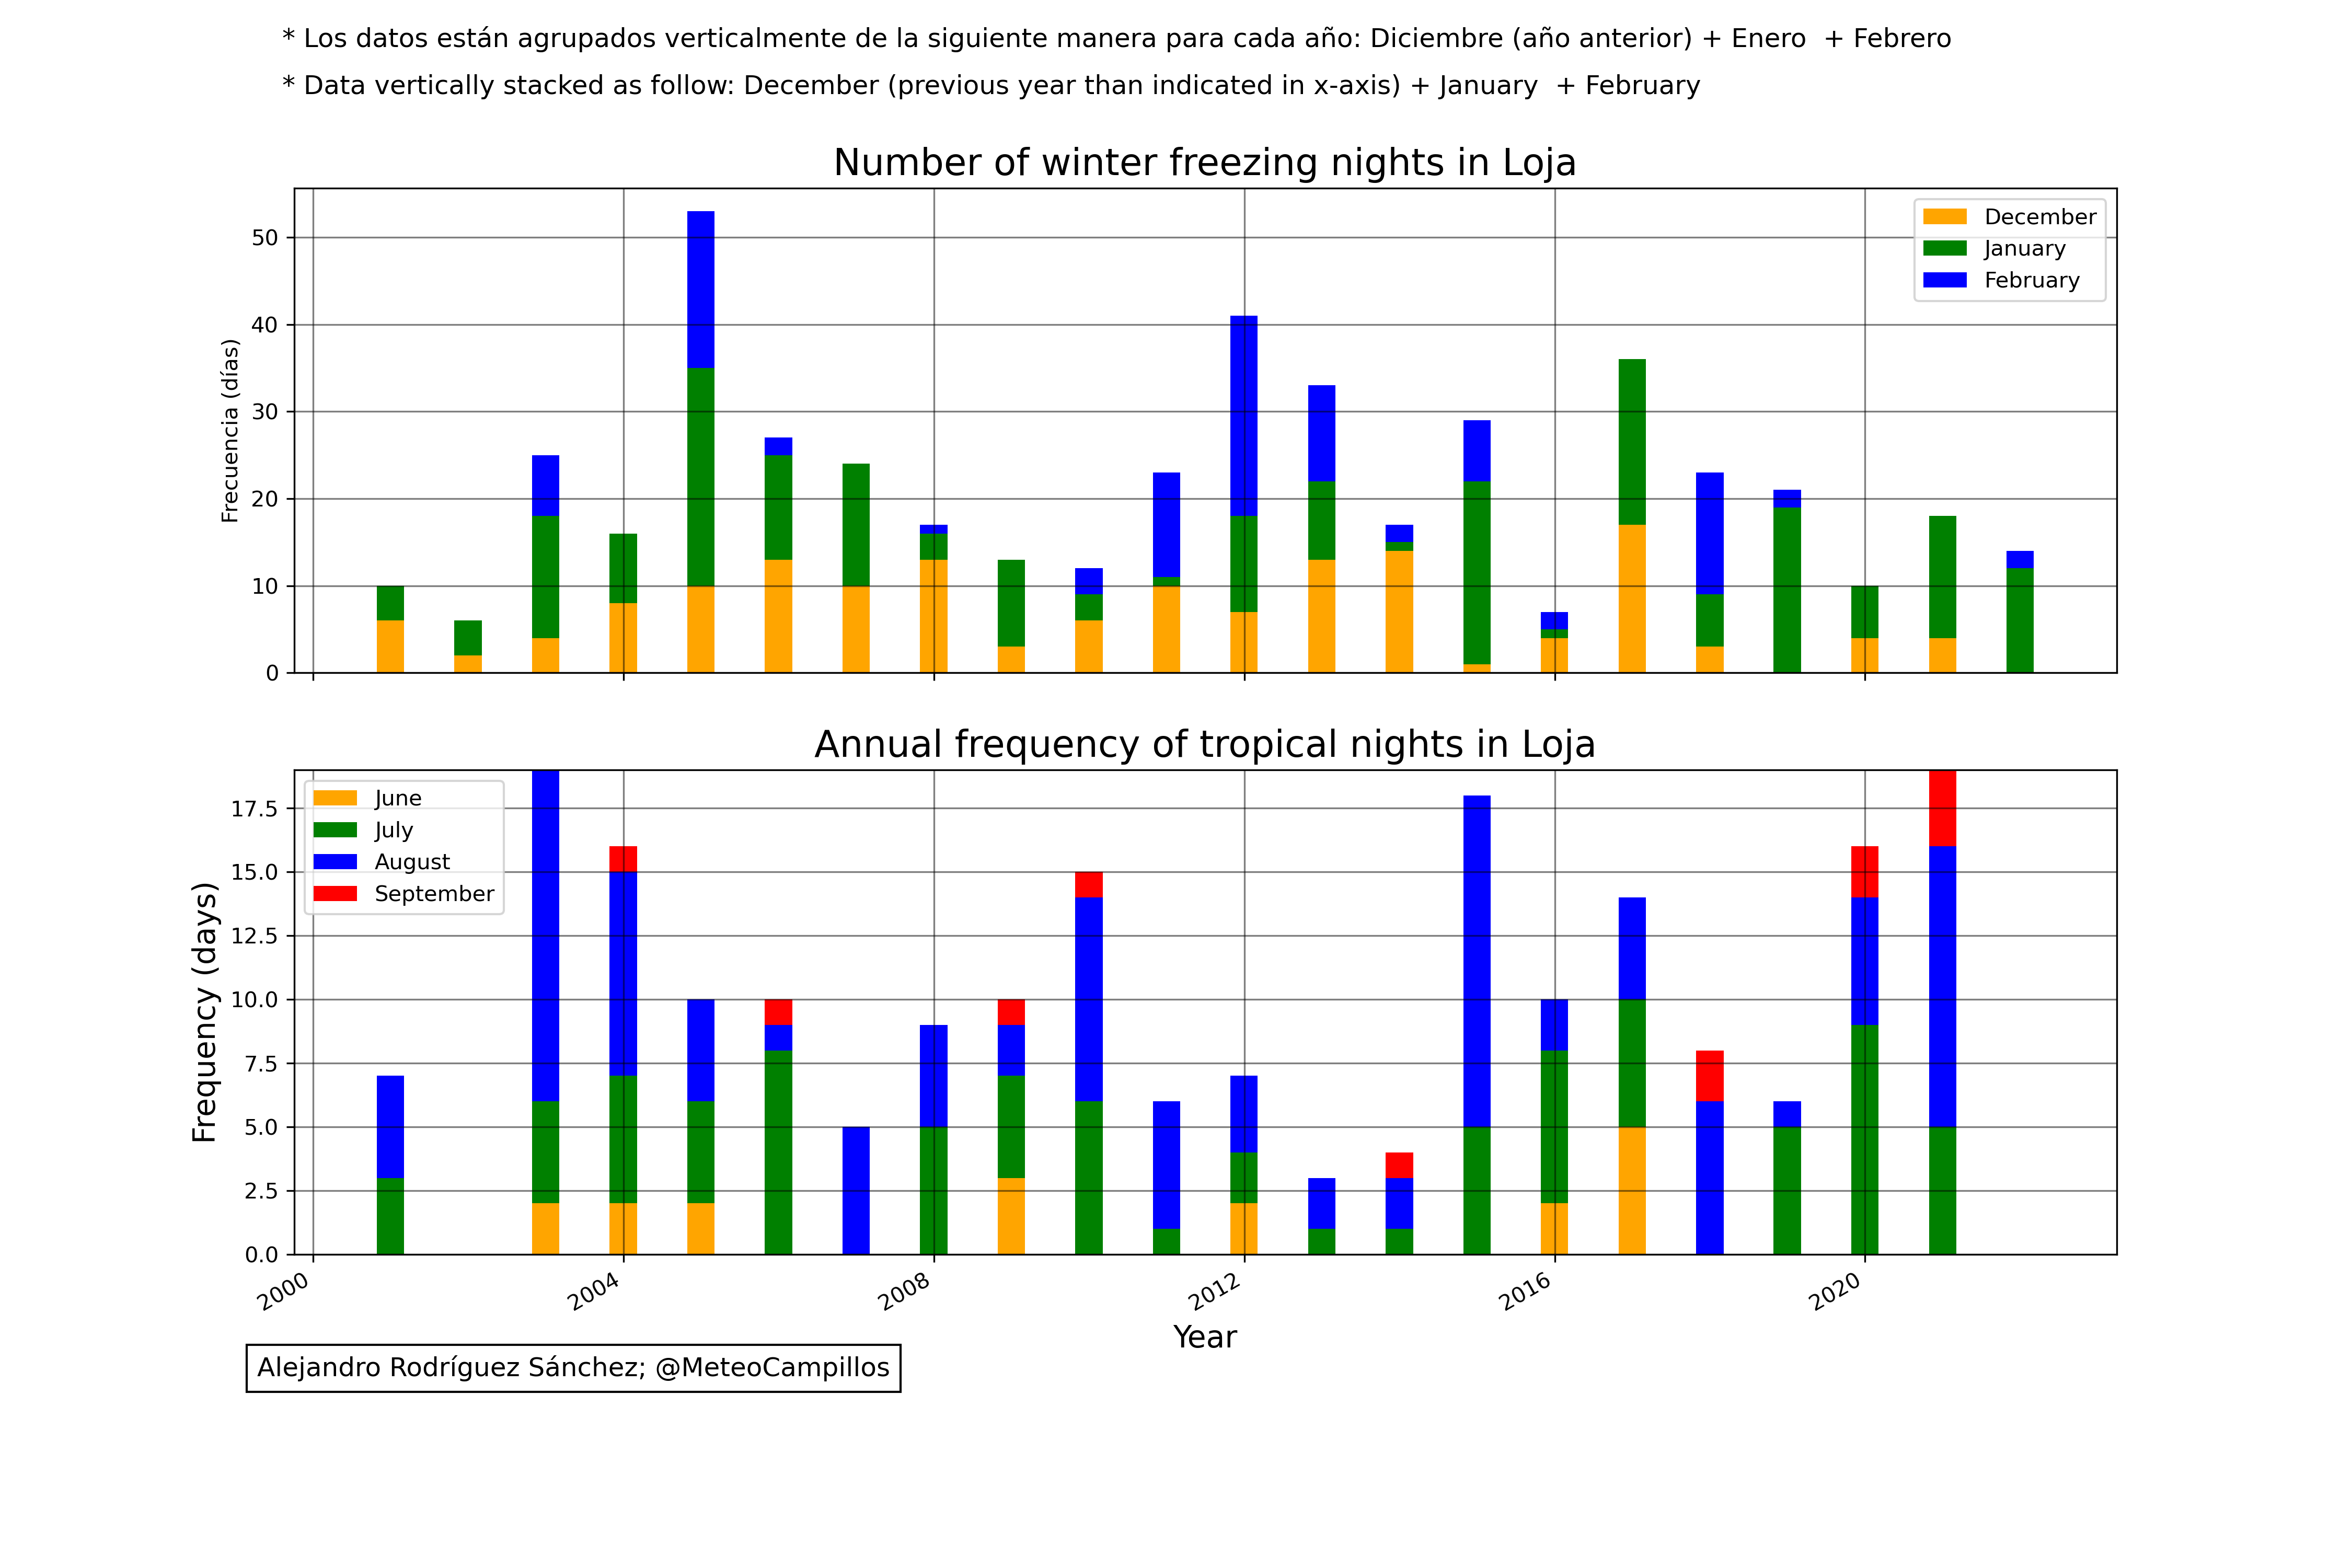 * Los datos están agrupados verticalmente de la siguiente manera para cada año: Diciembre (año anterior) + Enero  + Febrero
* Data vertically stacked as follow: December (previous year than indicated in x-axis) + January  + February
Number of winter freezing nights in Loja
Frecuencia (días)
50
40
30
20
10
0
December
January
February
Annual frequency of tropical nights in Loja
Frequency (days)
17.5
15.0
12.5
10.0
7.5
5.0
2.5
0.0
June
July
August
September
2000
2004
2008
2012
2016
2020
Year
Alejandro Rodríguez Sánchez; @MeteoCampillos